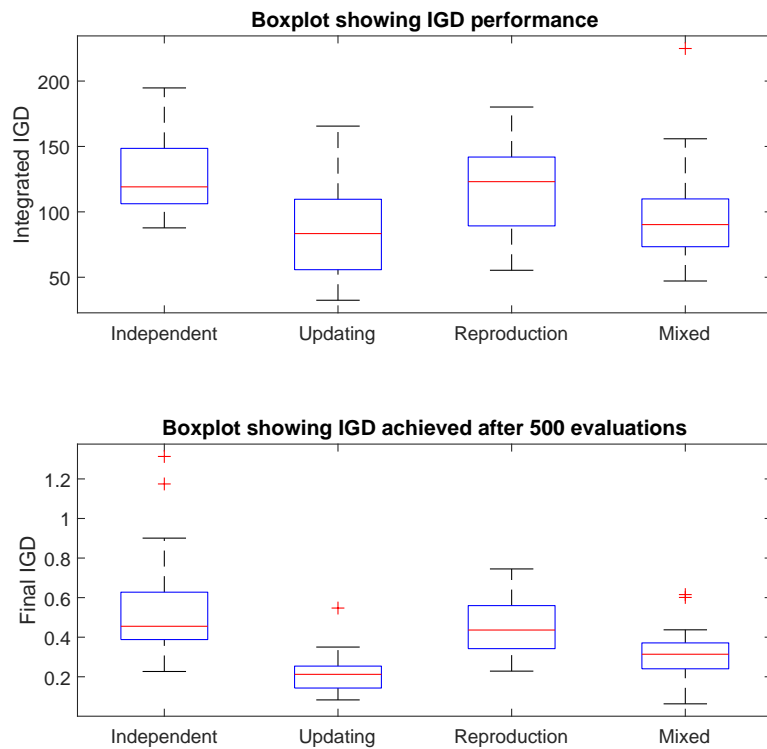 Boxplot showing IGD performance
Integrated IGD
200
150
100
50
Independent Updating Reproduction Mixed
Boxplot showing IGD achieved after 500 evaluations
Final IGD
1.2
1
0.8
0.6
0.4
0.2
Independent Updating Reproduction Mixed